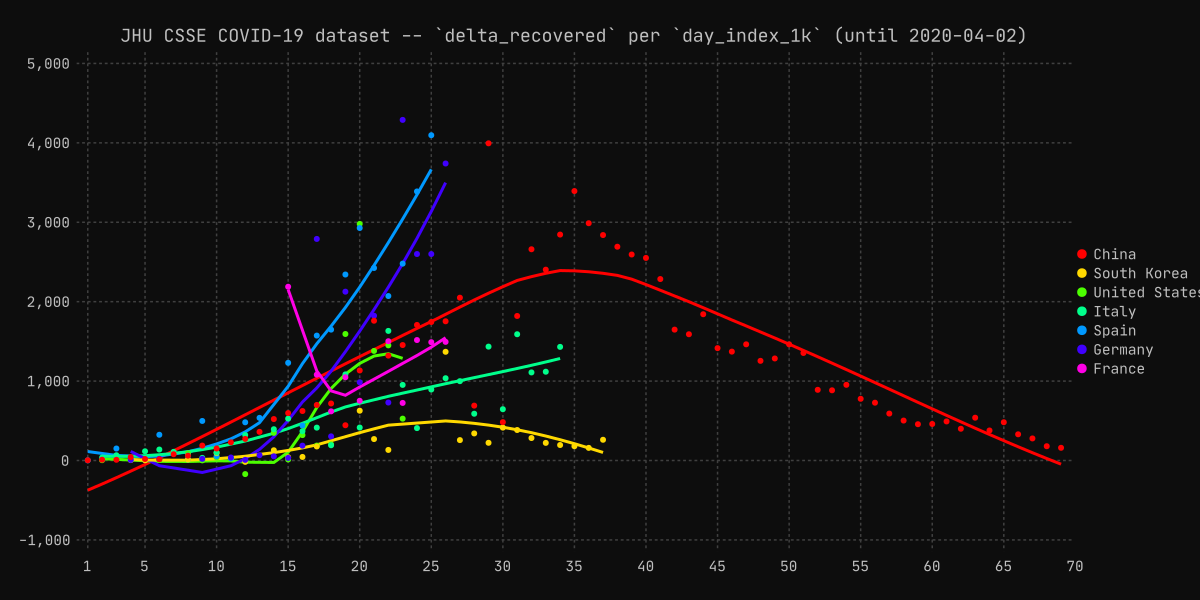 JHU CSSE COVID-19 dataset -- `delta_recovered` per `day_index_1k` (until 2020-04-02)
5,000
4,000
3,000
2,000
1,000
0
-1,000
1 5 10 15 20 25 30 35 40 45 50 55 60 65 70
China
South Korea
United States
Italy
Spain
Germany
France